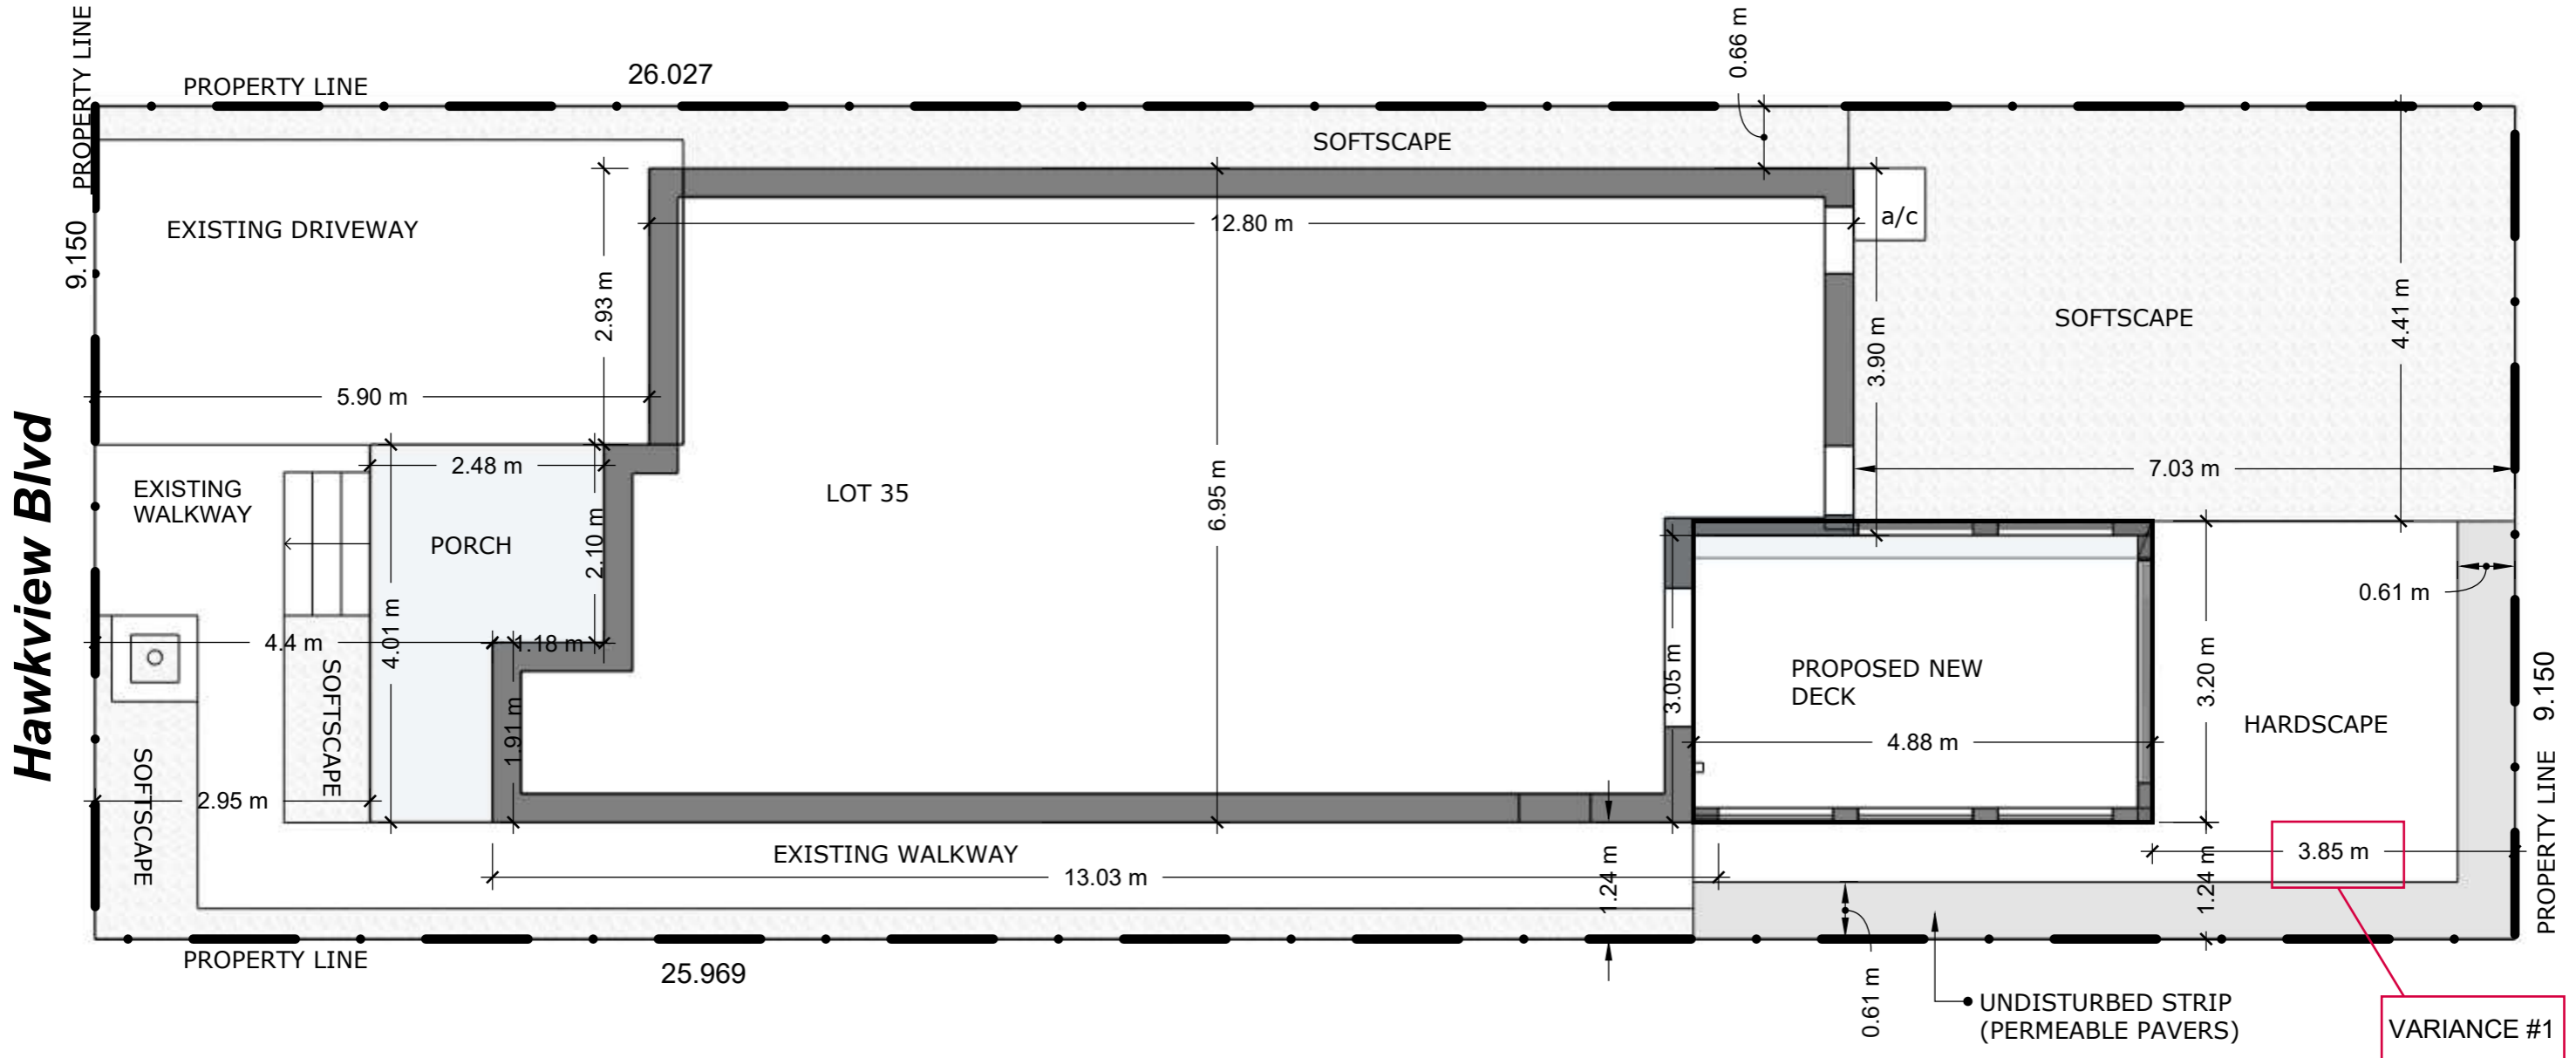 PROPERTY LINE
26.027
0.66 m
PROPERTY LINE
SOFTSCAPE
9.150
EXISTING DRIVEWAY
12.80 m
a/c
2.93 m
3.90 m
4.41 m
SOFTSCAPE
5.90 m
Hawkview Blvd
2.48 m
7.03 m
EXISTING
WALKWAY
LOT 35
6.95 m
PORCH
2.10 m
0.61 m
4.4 m
4.01 m
1.18 m
SOFTSCAPE
3.05 m
PROPOSED NEW
DECK
3.20 m
9.150
1.91 m
4.88 m
HARDSCAPE
SOFTSCAPE
2.95 m
PROPERTY LINE
EXISTING WALKWAY
13.03 m
1.24 m
1.24 m
3.85 m
PROPERTY LINE
25.969
0.61 m
UNDISTURBED STRIP
(PERMEABLE PAVERS)
VARIANCE #1